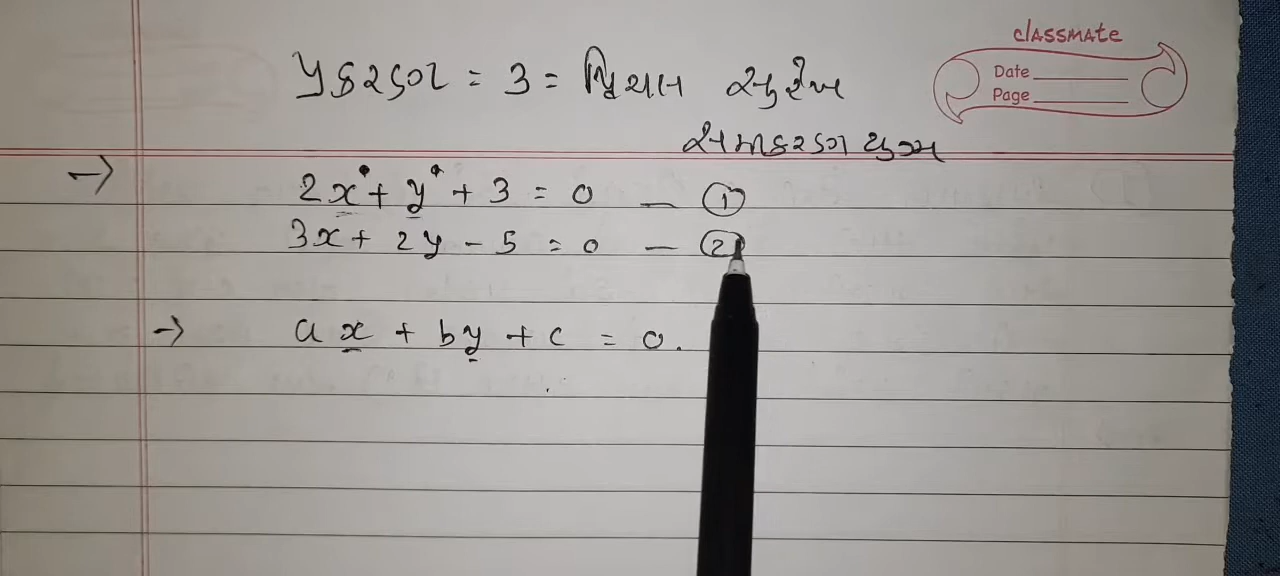 પ્રકરણ = 3 = દ્વિચલ સુરેખ
સમીકરણ યુગ્મ
classmate
Date
Page
→ 2x + y + 3 = 0 — ①
3x + 2y - 5 = 0 — ②
→ ax + by + c = 0.